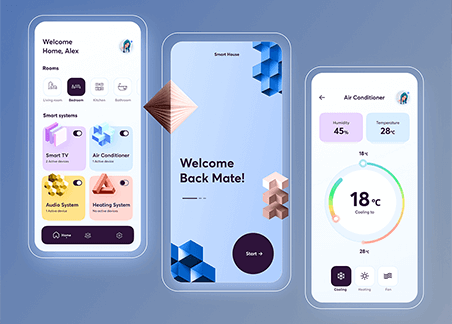 Welcome
Home, Alex
Rooms
Living room
Bedroom
Kitchen
Bathroom
Smart systems
Smart TV
2 Active devices
Air Conditioner
1 Active device
Audio System
1 Active device
Heating System
No active devices
Home
Smart House
Welcome
Back Mate!
Start →
← Air Conditioner
Humidity
45%
Temperature
28°C
18°C
18°C
Cooling to
28°C
Cooling
Heating
Fan